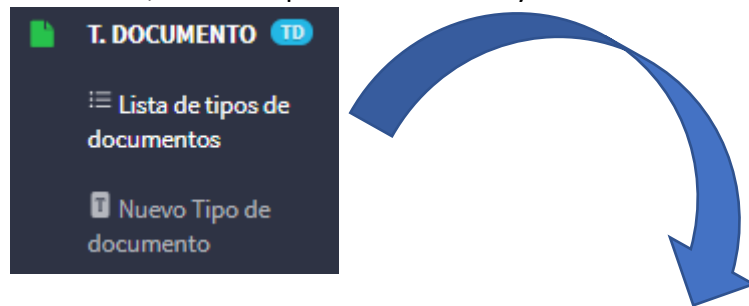 T. DOCUMENTO TD
Lista de tipos de
documentos
T Nuevo Tipo de
documento